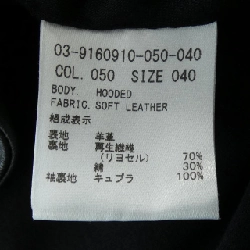 03-9160910-050-040
COL. 050 SIZE 040
BODY. HOODED
FABRIC. SOFT LEATHER
組成表示
表地 羊革
裏地 再生繊維
(リヨセル) 70%
綿 30%
袖裏地 キュプラ 100%